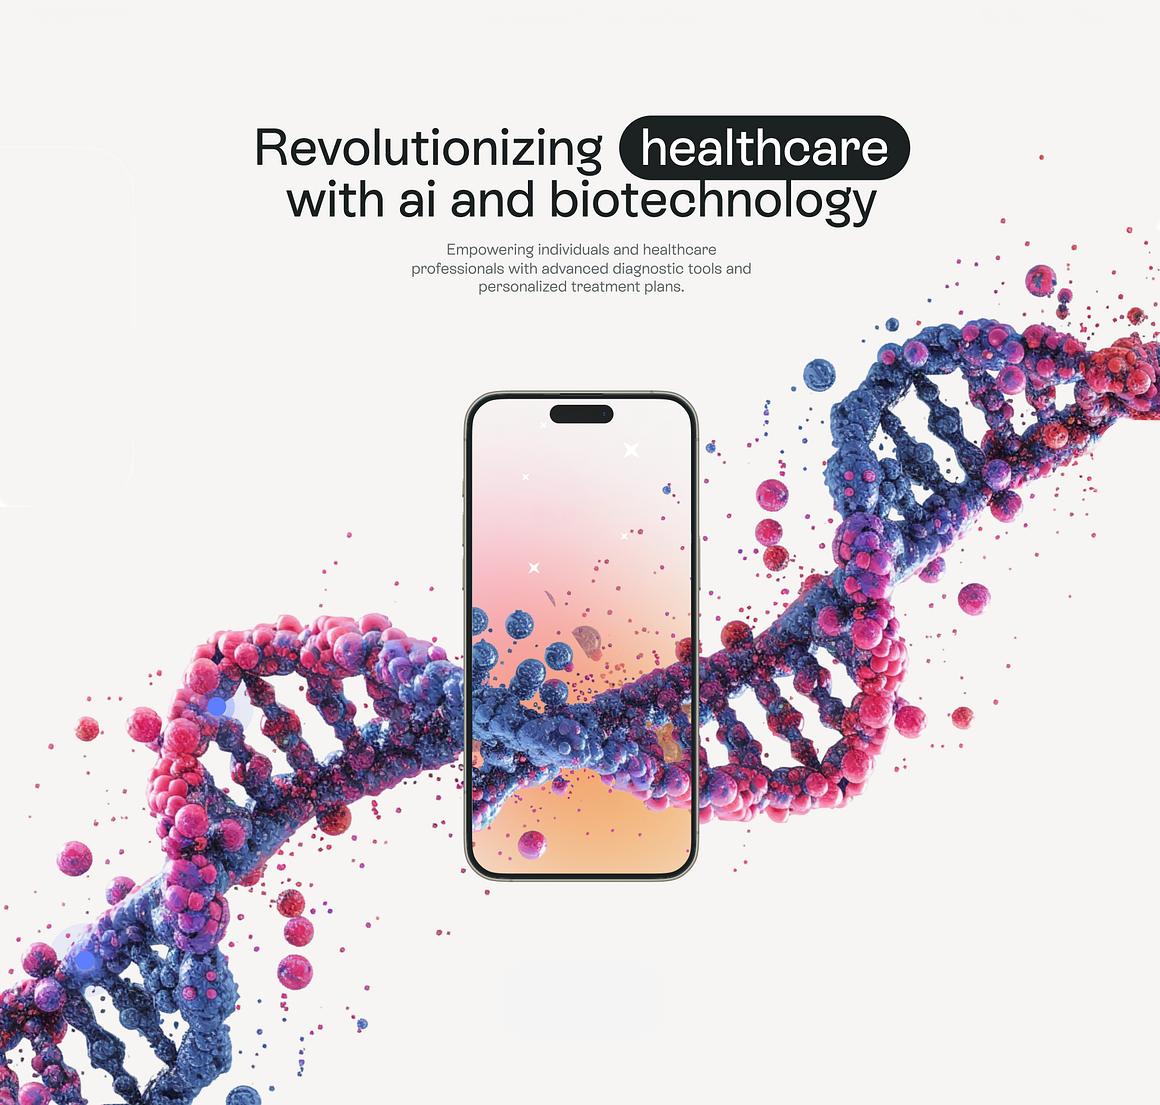 Revolutionizing healthcare
with ai and biotechnology
Empowering individuals and healthcare
professionals with advanced diagnostic tools and
personalized treatment plans.